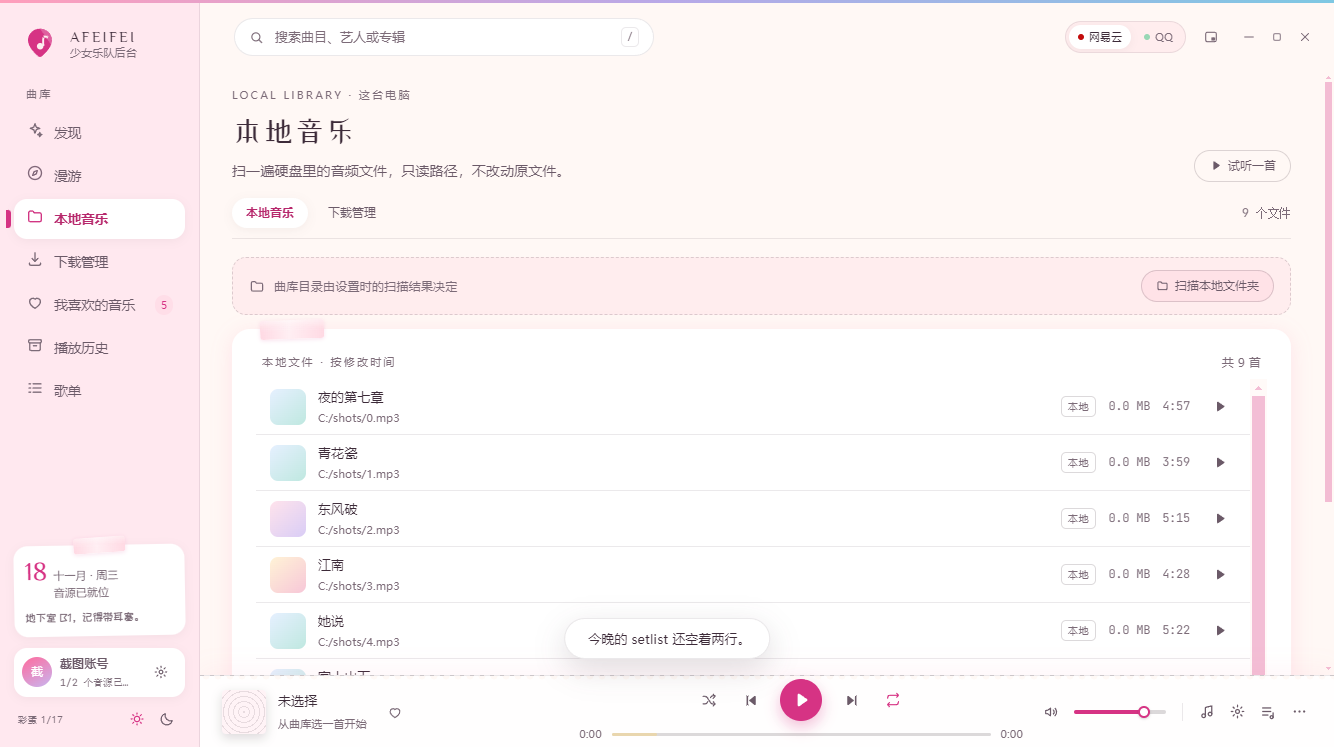 AFEIFEI
少女乐队后台
曲库
发现
漫游
本地音乐
下载管理
我喜欢的音乐 5
播放历史
歌单
18 十一月 · 周三
音源已就位
地下室 B1，记得带耳塞。
截
截图账号
1/2 个音源已…
彩蛋 1/17
搜索曲目、艺人或专辑 /
网易云 QQ
LOCAL LIBRARY · 这台电脑
本地音乐
扫一遍硬盘里的音频文件，只读路径，不改动原文件。
试听一首
本地音乐 下载管理 9 个文件
曲库目录由设置时的扫描结果决定 扫描本地文件夹
本地文件 · 按修改时间 共 9 首
夜的第七章
C:/shots/0.mp3
本地 0.0 MB 4:57
青花瓷
C:/shots/1.mp3
本地 0.0 MB 3:59
东风破
C:/shots/2.mp3
本地 0.0 MB 5:15
江南
C:/shots/3.mp3
本地 0.0 MB 4:28
她说
C:/shots/4.mp3
本地 0.0 MB 5:22
今晚的 setlist 还空着两行。
未选择
从曲库选一首开始
0:00 0:00